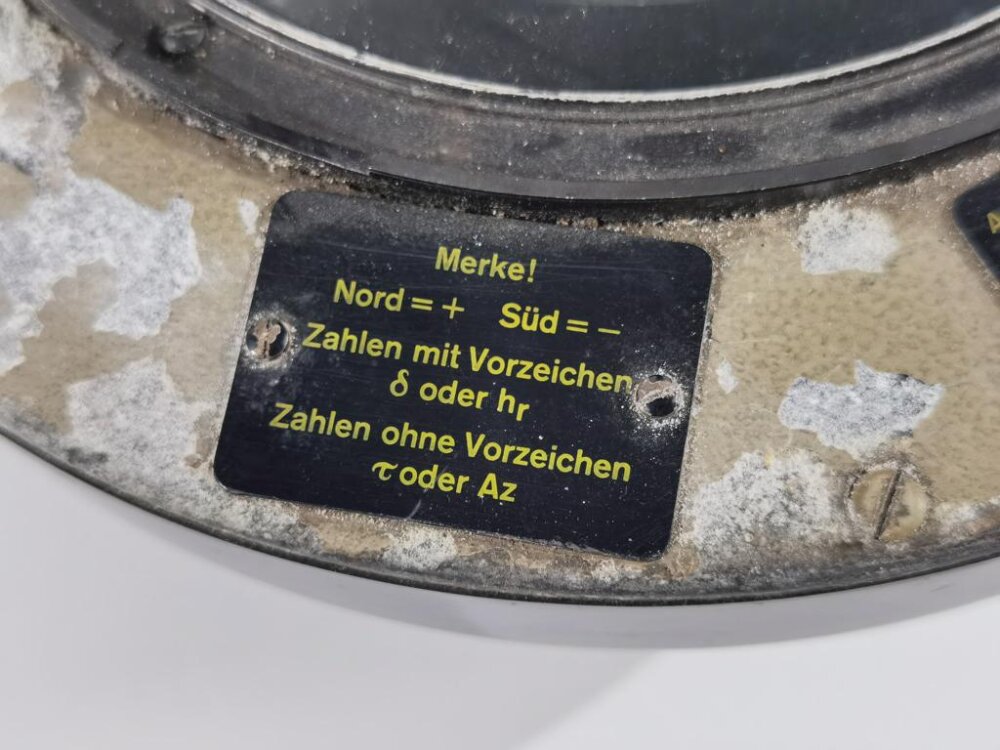 Merke!
Nord = + Süd = −
Zahlen mit Vorzeichen
δ oder hr
Zahlen ohne Vorzeichen
τ oder Az
A